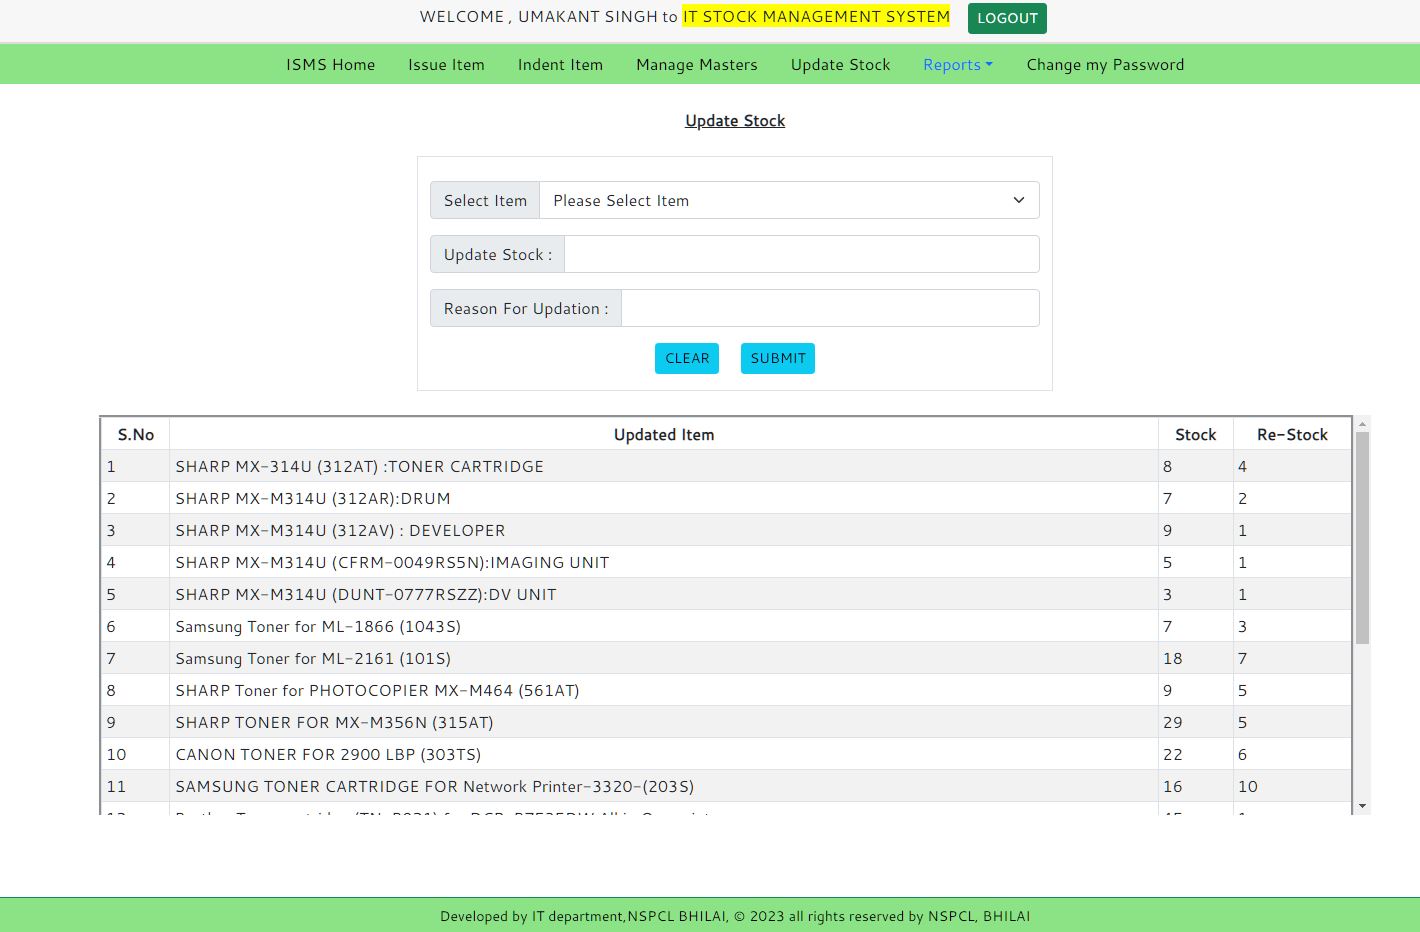 WELCOME , UMAKANT SINGH to IT STOCK MANAGEMENT SYSTEM LOGOUT
ISMS Home Issue Item Indent Item Manage Masters Update Stock Reports Change my Password
Update Stock
Select Item Please Select Item
Update Stock :
Reason For Updation :
CLEAR SUBMIT
S.No Updated Item Stock Re-Stock
1 SHARP MX-314U (312AT) :TONER CARTRIDGE 8 4
2 SHARP MX-M314U (312AR):DRUM 7 2
3 SHARP MX-M314U (312AV) : DEVELOPER 9 1
4 SHARP MX-M314U (CFRM-0049RS5N):IMAGING UNIT 5 1
5 SHARP MX-M314U (DUNT-0777RSZZ):DV UNIT 3 1
6 Samsung Toner for ML-1866 (1043S) 7 3
7 Samsung Toner for ML-2161 (101S) 18 7
8 SHARP Toner for PHOTOCOPIER MX-M464 (561AT) 9 5
9 SHARP TONER FOR MX-M356N (315AT) 29 5
10 CANON TONER FOR 2900 LBP (303TS) 22 6
11 SAMSUNG TONER CARTRIDGE FOR Network Printer-3320-(203S) 16 10
Developed by IT department,NSPCL BHILAI, © 2023 all rights reserved by NSPCL, BHILAI